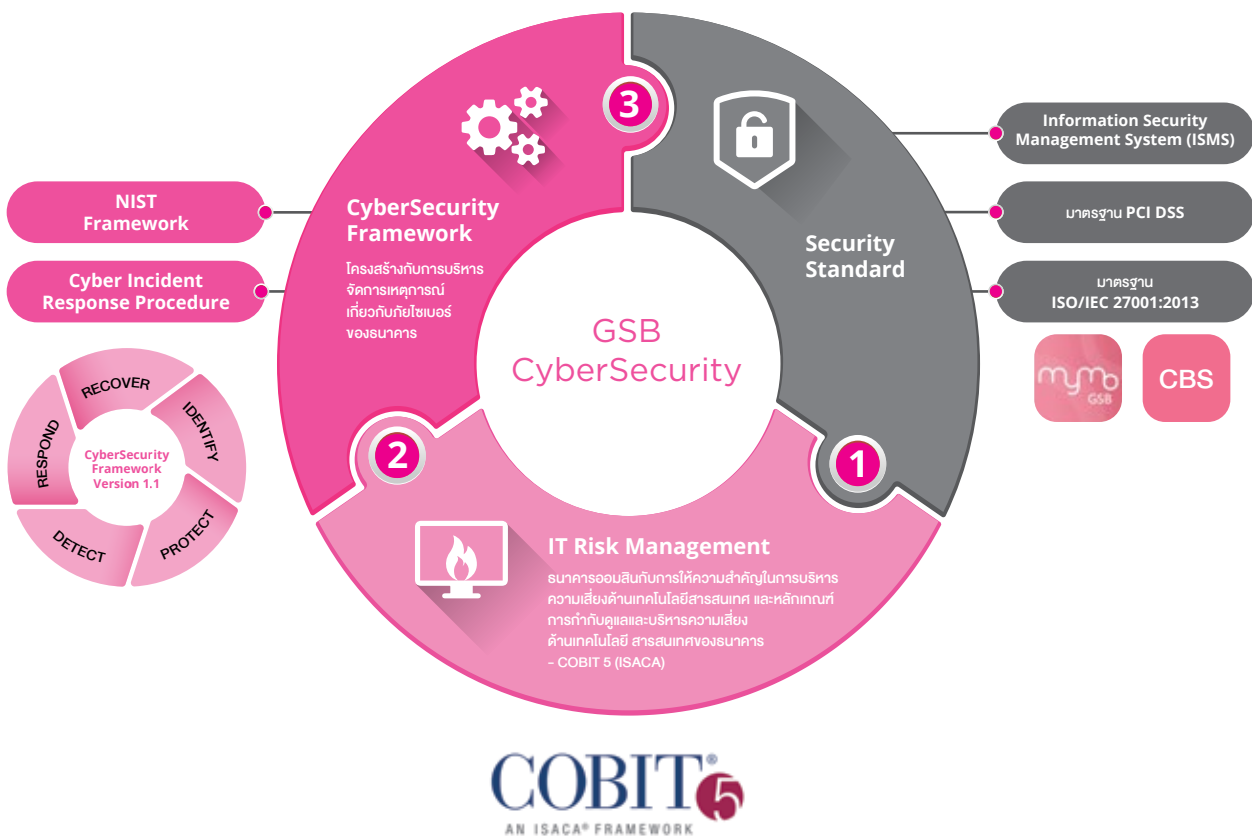 GSB
CyberSecurity
1
Security
Standard
Information Security
Management System (ISMS)
มาตรฐาน PCI DSS
มาตรฐาน
ISO/IEC 27001:2013
mymo
GSB
CBS
2
IT Risk Management
ธนาคารออมสินกับการให้ความสำคัญในการบริหาร
ความเสี่ยงด้านเทคโนโลยีสารสนเทศ และหลักเกณฑ์
การกำกับดูแลและบริหารความเสี่ยง
ด้านเทคโนโลยี สารสนเทศของธนาคาร
- COBIT 5 (ISACA)
3
CyberSecurity
Framework
โครงสร้างกับการบริหาร
จัดการเหตุการณ์
เกี่ยวกับภัยไซเบอร์
ของธนาคาร
NIST
Framework
Cyber Incident
Response Procedure
CyberSecurity
Framework
Version 1.1
IDENTIFY
PROTECT
DETECT
RESPOND
RECOVER
COBIT® 5
AN ISACA® FRAMEWORK